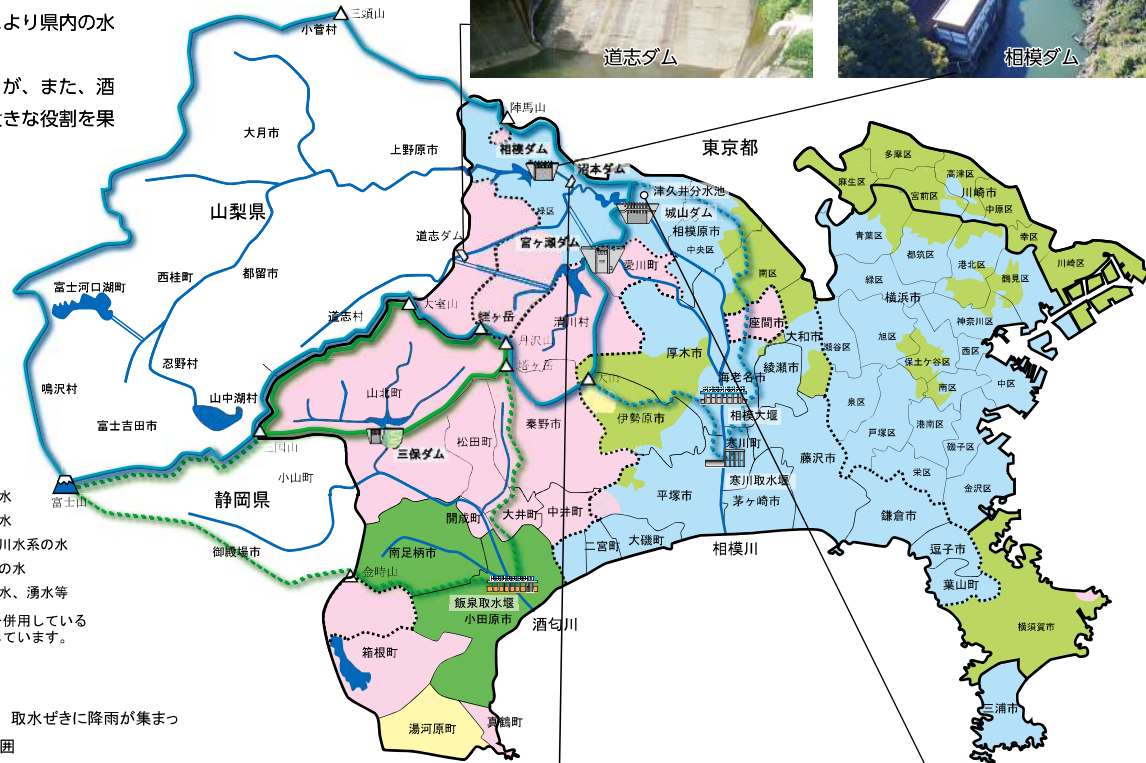 より県内の水
が、また、酒
きな役割を果
道志ダム
相模ダム
三頭山
小菅村
陣馬山
大月市
上野原市
相模ダム
沼本ダム
東京都
津久井分水池
城山ダム
山梨県
緑区
相模原市
道志ダム
宮ヶ瀬ダム
中央区
愛川町
南区
西桂町
都留市
富士河口湖町
道志村
大室山
蛭ヶ岳
清川村
丹沢山
塔ヶ岳
座間市
大和市
厚木市
綾瀬市
瀬谷区
忍野村
鳴沢村
山中湖村
山北町
大山
海老名市
相模大堰
伊勢原市
富士吉田市
松田町
秦野市
寒川町
三国山
三保ダム
小山町
富士山
静岡県
寒川取水堰
藤沢市
茅ヶ崎市
平塚市
開成町
大井町
中井町
御殿場市
南足柄市
二宮町
大磯町
相模川
金時山
飯泉取水堰
小田原市
酒匂川
箱根町
湯河原町
真鶴町
多摩区
麻生区
高津区
宮前区
川崎市
中原区
幸区
川崎区
青葉区
都筑区
港北区
鶴見区
緑区
横浜市
神奈川区
旭区
西区
保土ケ谷区
中区
南区
泉区
港南区
戸塚区
磯子区
栄区
金沢区
鎌倉市
逗子市
葉山町
横須賀市
三浦市
水
水
川水系の水
の水
水、湧水等
併用している
ています。
取水ぜきに降雨が集まっ
囲